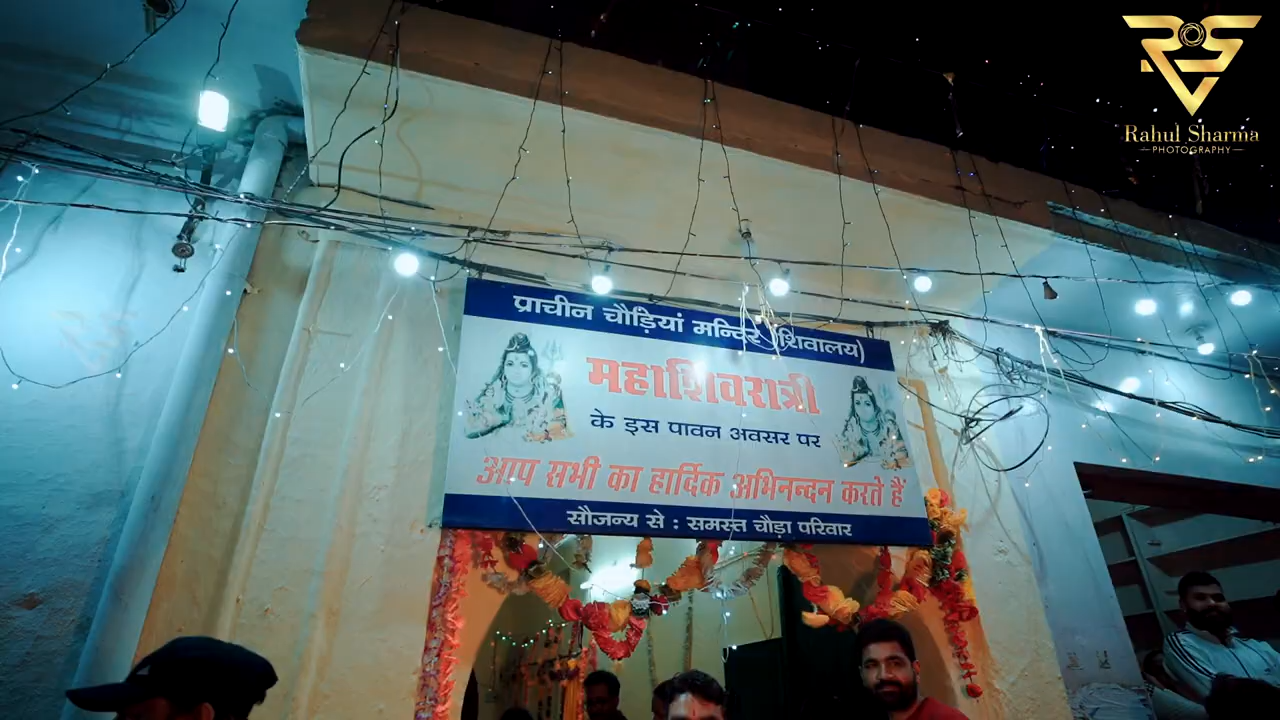 प्राचीन चौड़ियां मन्दिर (शिवालय)
महाशिवरात्री
के इस पावन अवसर पर
आप सभी का हार्दिक अभिनन्दन करते हैं
सौजन्य से : समस्त चौड़ा परिवार
RS
Rahul Sharma
PHOTOGRAPHY